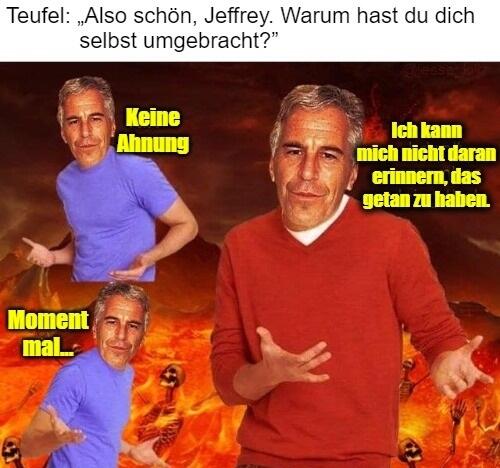 Teufel: „Also schön, Jeffrey. Warum hast du dich
selbst umgebracht?”
Keine
Ahnung
Ich kann
mich nicht daran
erinnern, das
getan zu haben.
Moment
mal...